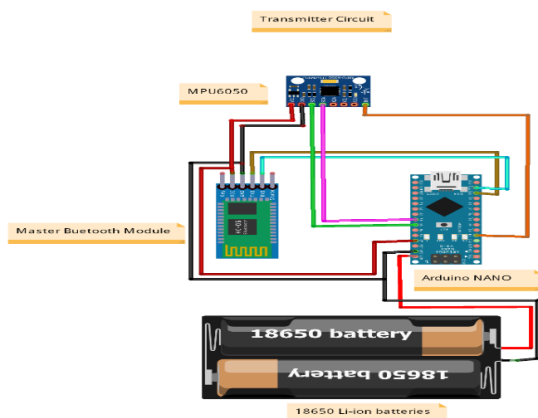 Transmitter Circuit
MPU6050
Master Buetooth Module
Arduino NANO
18650 battery
18650 battery
18650 Li-ion batteries